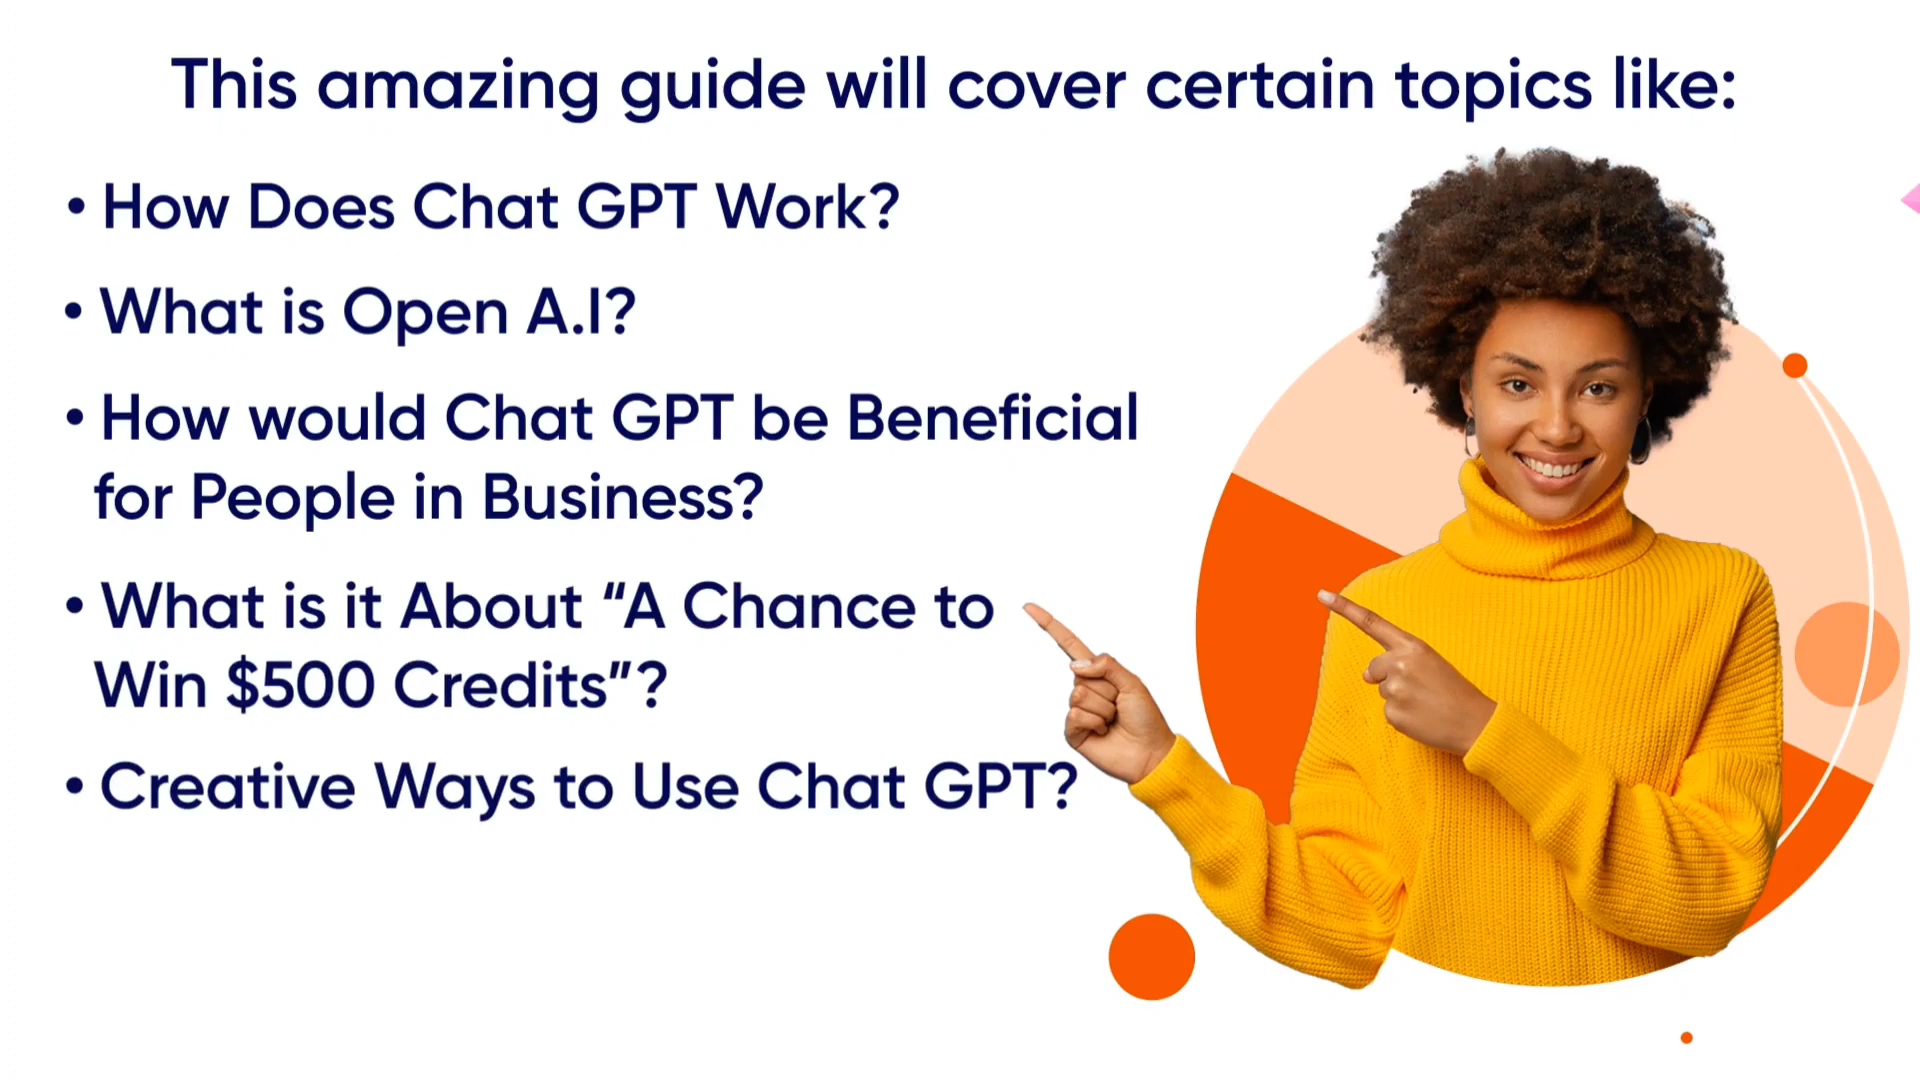 This amazing guide will cover certain topics like:
• How Does Chat GPT Work?
• What is Open A.I?
• How would Chat GPT be Beneficial
for People in Business?
• What is it About “A Chance to
Win $500 Credits”?
• Creative Ways to Use Chat GPT?